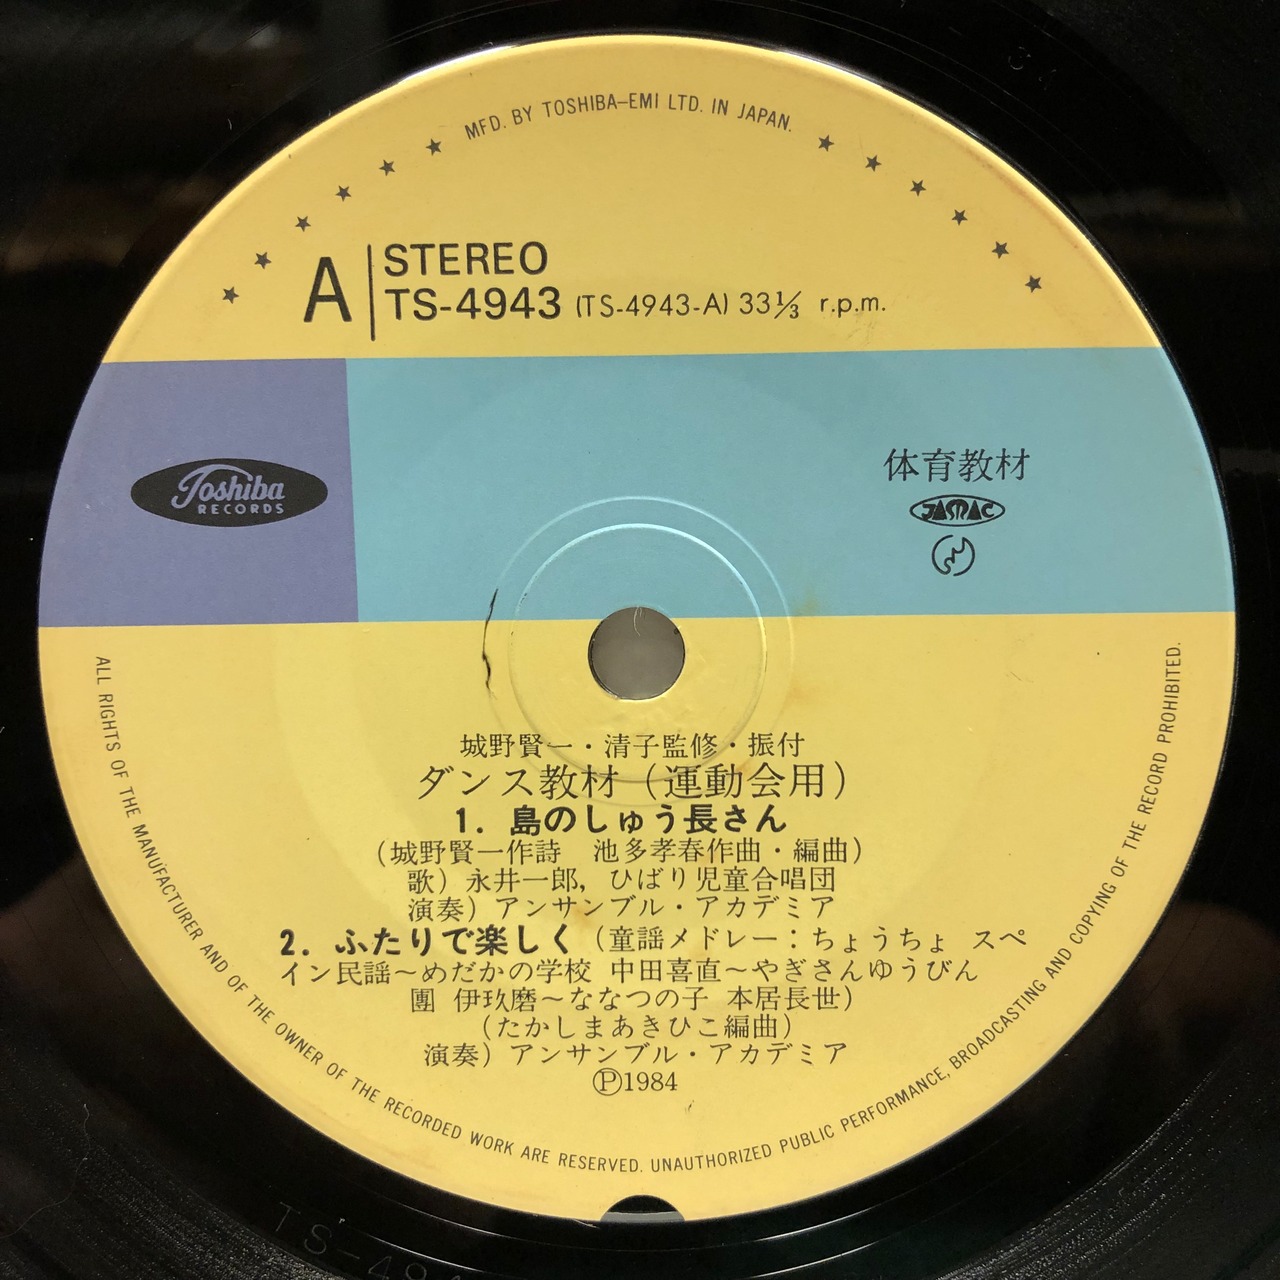 MFD. BY TOSHIBA-EMI LTD. IN JAPAN.
A
STEREO
TS-4943 (TS-4943-A) 33⅓ r.p.m.
Toshiba
RECORDS
体育教材
JASRAC
城野賢一・清子監修・振付
ダンス教材(運動会用)
1. 島のしゅう長さん
(城野賢一作詩 池多孝春作曲・編曲)
歌)永井一郎,ひばり児童合唱団
演奏)アンサンブル・アカデミア
2. ふたりで楽しく(童謡メドレー:ちょうちょ スペ
イン民謡~めだかの学校 中田喜直~やぎさんゆうびん
團 伊玖磨~ななつの子 本居長世)
(たかしまあきひこ編曲)
演奏)アンサンブル・アカデミア
Ⓟ1984
ALL RIGHTS OF THE MANUFACTURER AND OF THE OWNER OF THE RECORDED WORK ARE RESERVED. UNAUTHORIZED PUBLIC PERFORMANCE, BROADCASTING AND COPYING OF THE RECORD PROHIBITED.